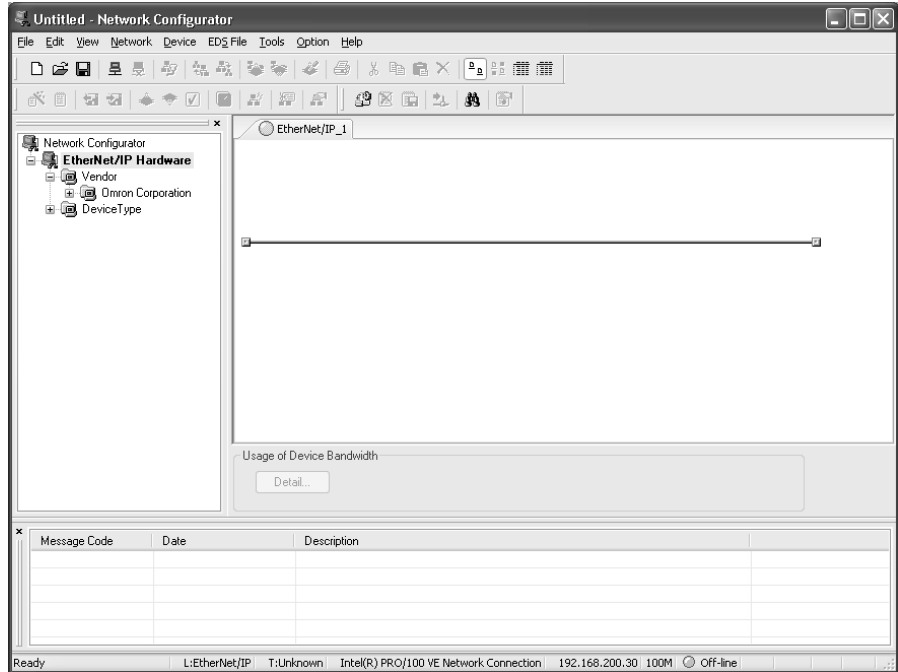 Untitled - Network Configurator
File Edit View Network Device EDS File Tools Option Help
EtherNet/IP_1
Network Configurator
EtherNet/IP Hardware
Vendor
Omron Corporation
DeviceType
Usage of Device Bandwidth
Detail...
Message Code Date Description
Ready L:EtherNet/IP T:Unknown Intel(R) PRO/100 VE Network Connection 192.168.200.30 100M Off-line